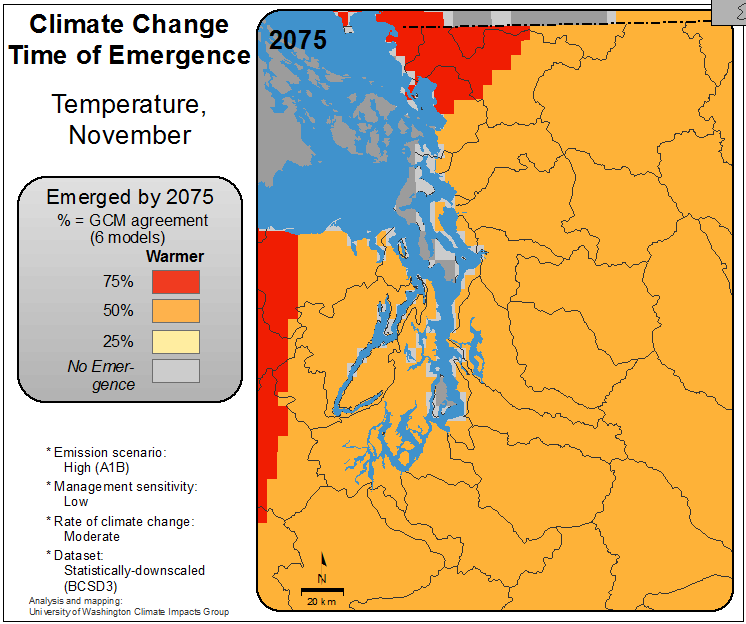 Climate Change
Time of Emergence
Temperature,
November
Emerged by 2075
% = GCM agreement
(6 models)
Warmer
75%
50%
25%
No Emer-
gence
* Emission scenario:
High (A1B)
* Management sensitivity:
Low
* Rate of climate change:
Moderate
* Dataset:
Statistically-downscaled
(BCSD3)
Analysis and mapping:
University of Washington Climate Impacts Group
2075
N
20 km